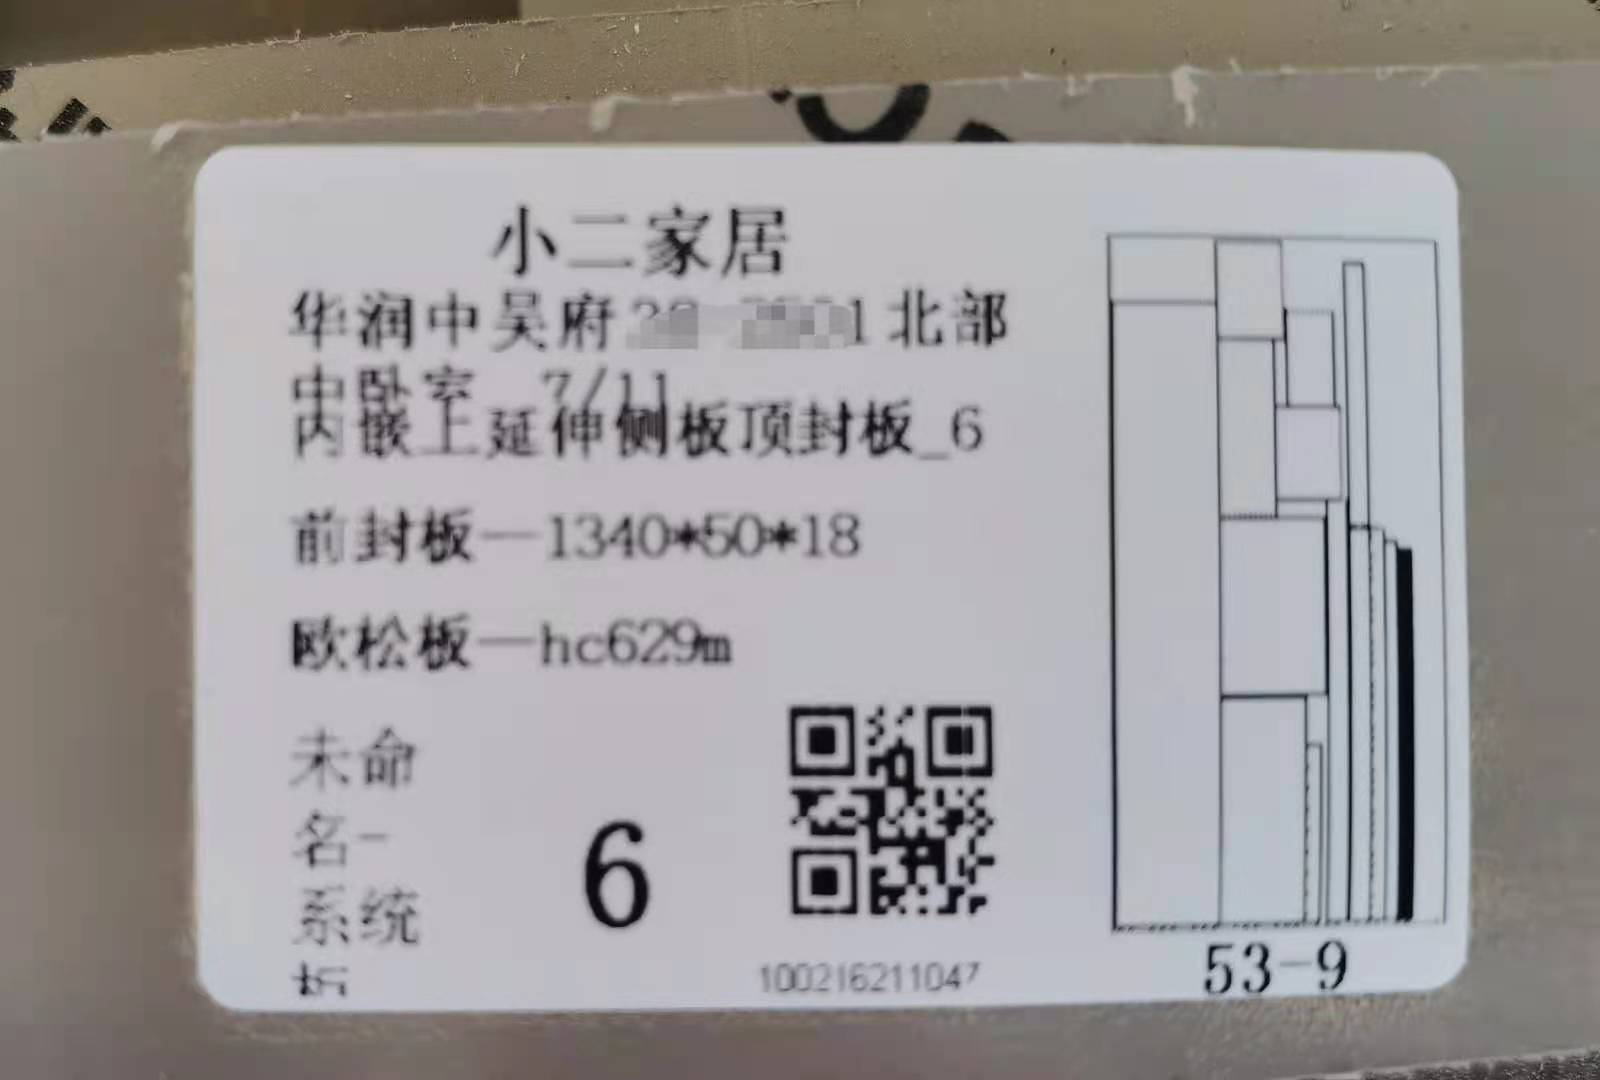 小二家居
华润中吴府 1北部
中卧室 7/11
内嵌上延伸侧板顶封板_6
前封板—1340*50*18
欧松板—hc629m
未命
名-
系统
6
100216211047
53-9